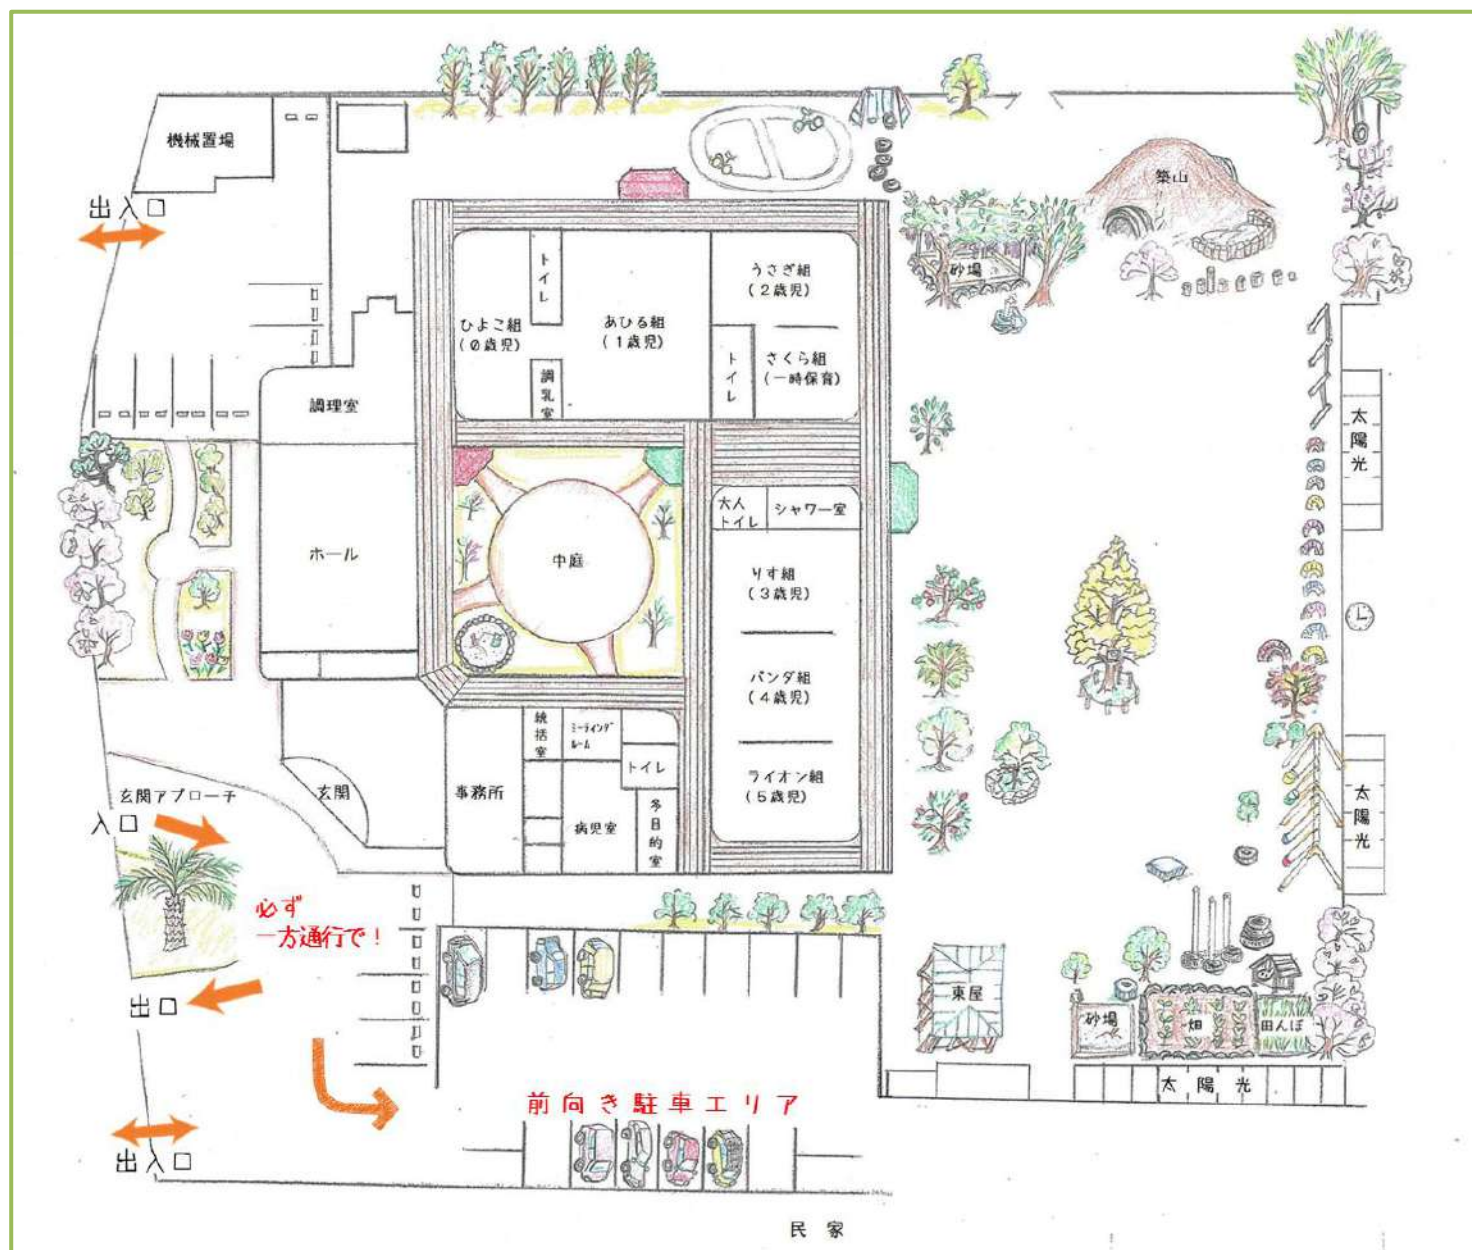 機械置場
出入口
築山
砂場
トイレ
うさぎ組
(2歳児)
ひよこ組
(0歳児)
あひる組
(1歳児)
トイレ
さくら組
(一時保育)
調乳室
調理室
太陽光
大人
トイレ
シャワー室
ホール
中庭
りす組
(3歳児)
パンダ組
(4歳児)
統括室
ミーティング
ルーム
トイレ
ライオン組
(5歳児)
玄関アプローチ
玄関
事務所
病児室
多目的室
太陽光
入口
必ず
一方通行で!
出口
東屋
砂場
畑
田んぼ
太陽光
前向き駐車エリア
出入口
民家